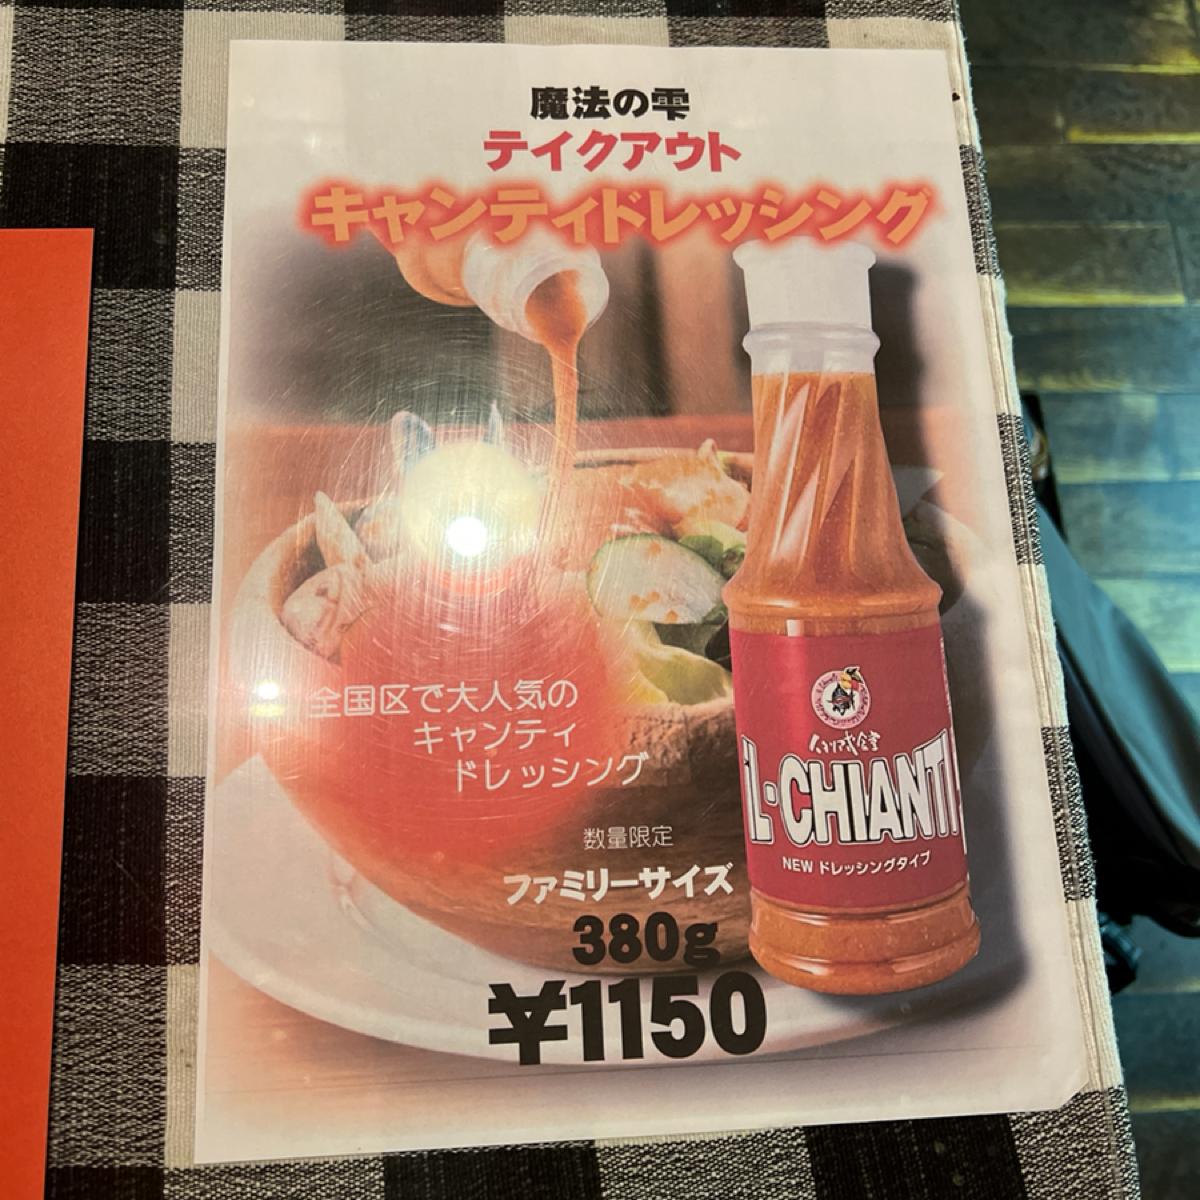 魔法の雫
テイクアウト
キャンティドレッシング
全国区で大人気の
キャンティ
ドレッシング
数量限定
ファミリーサイズ
380g
¥1150
IL-CHIANTI
NEW ドレッシングタイプ